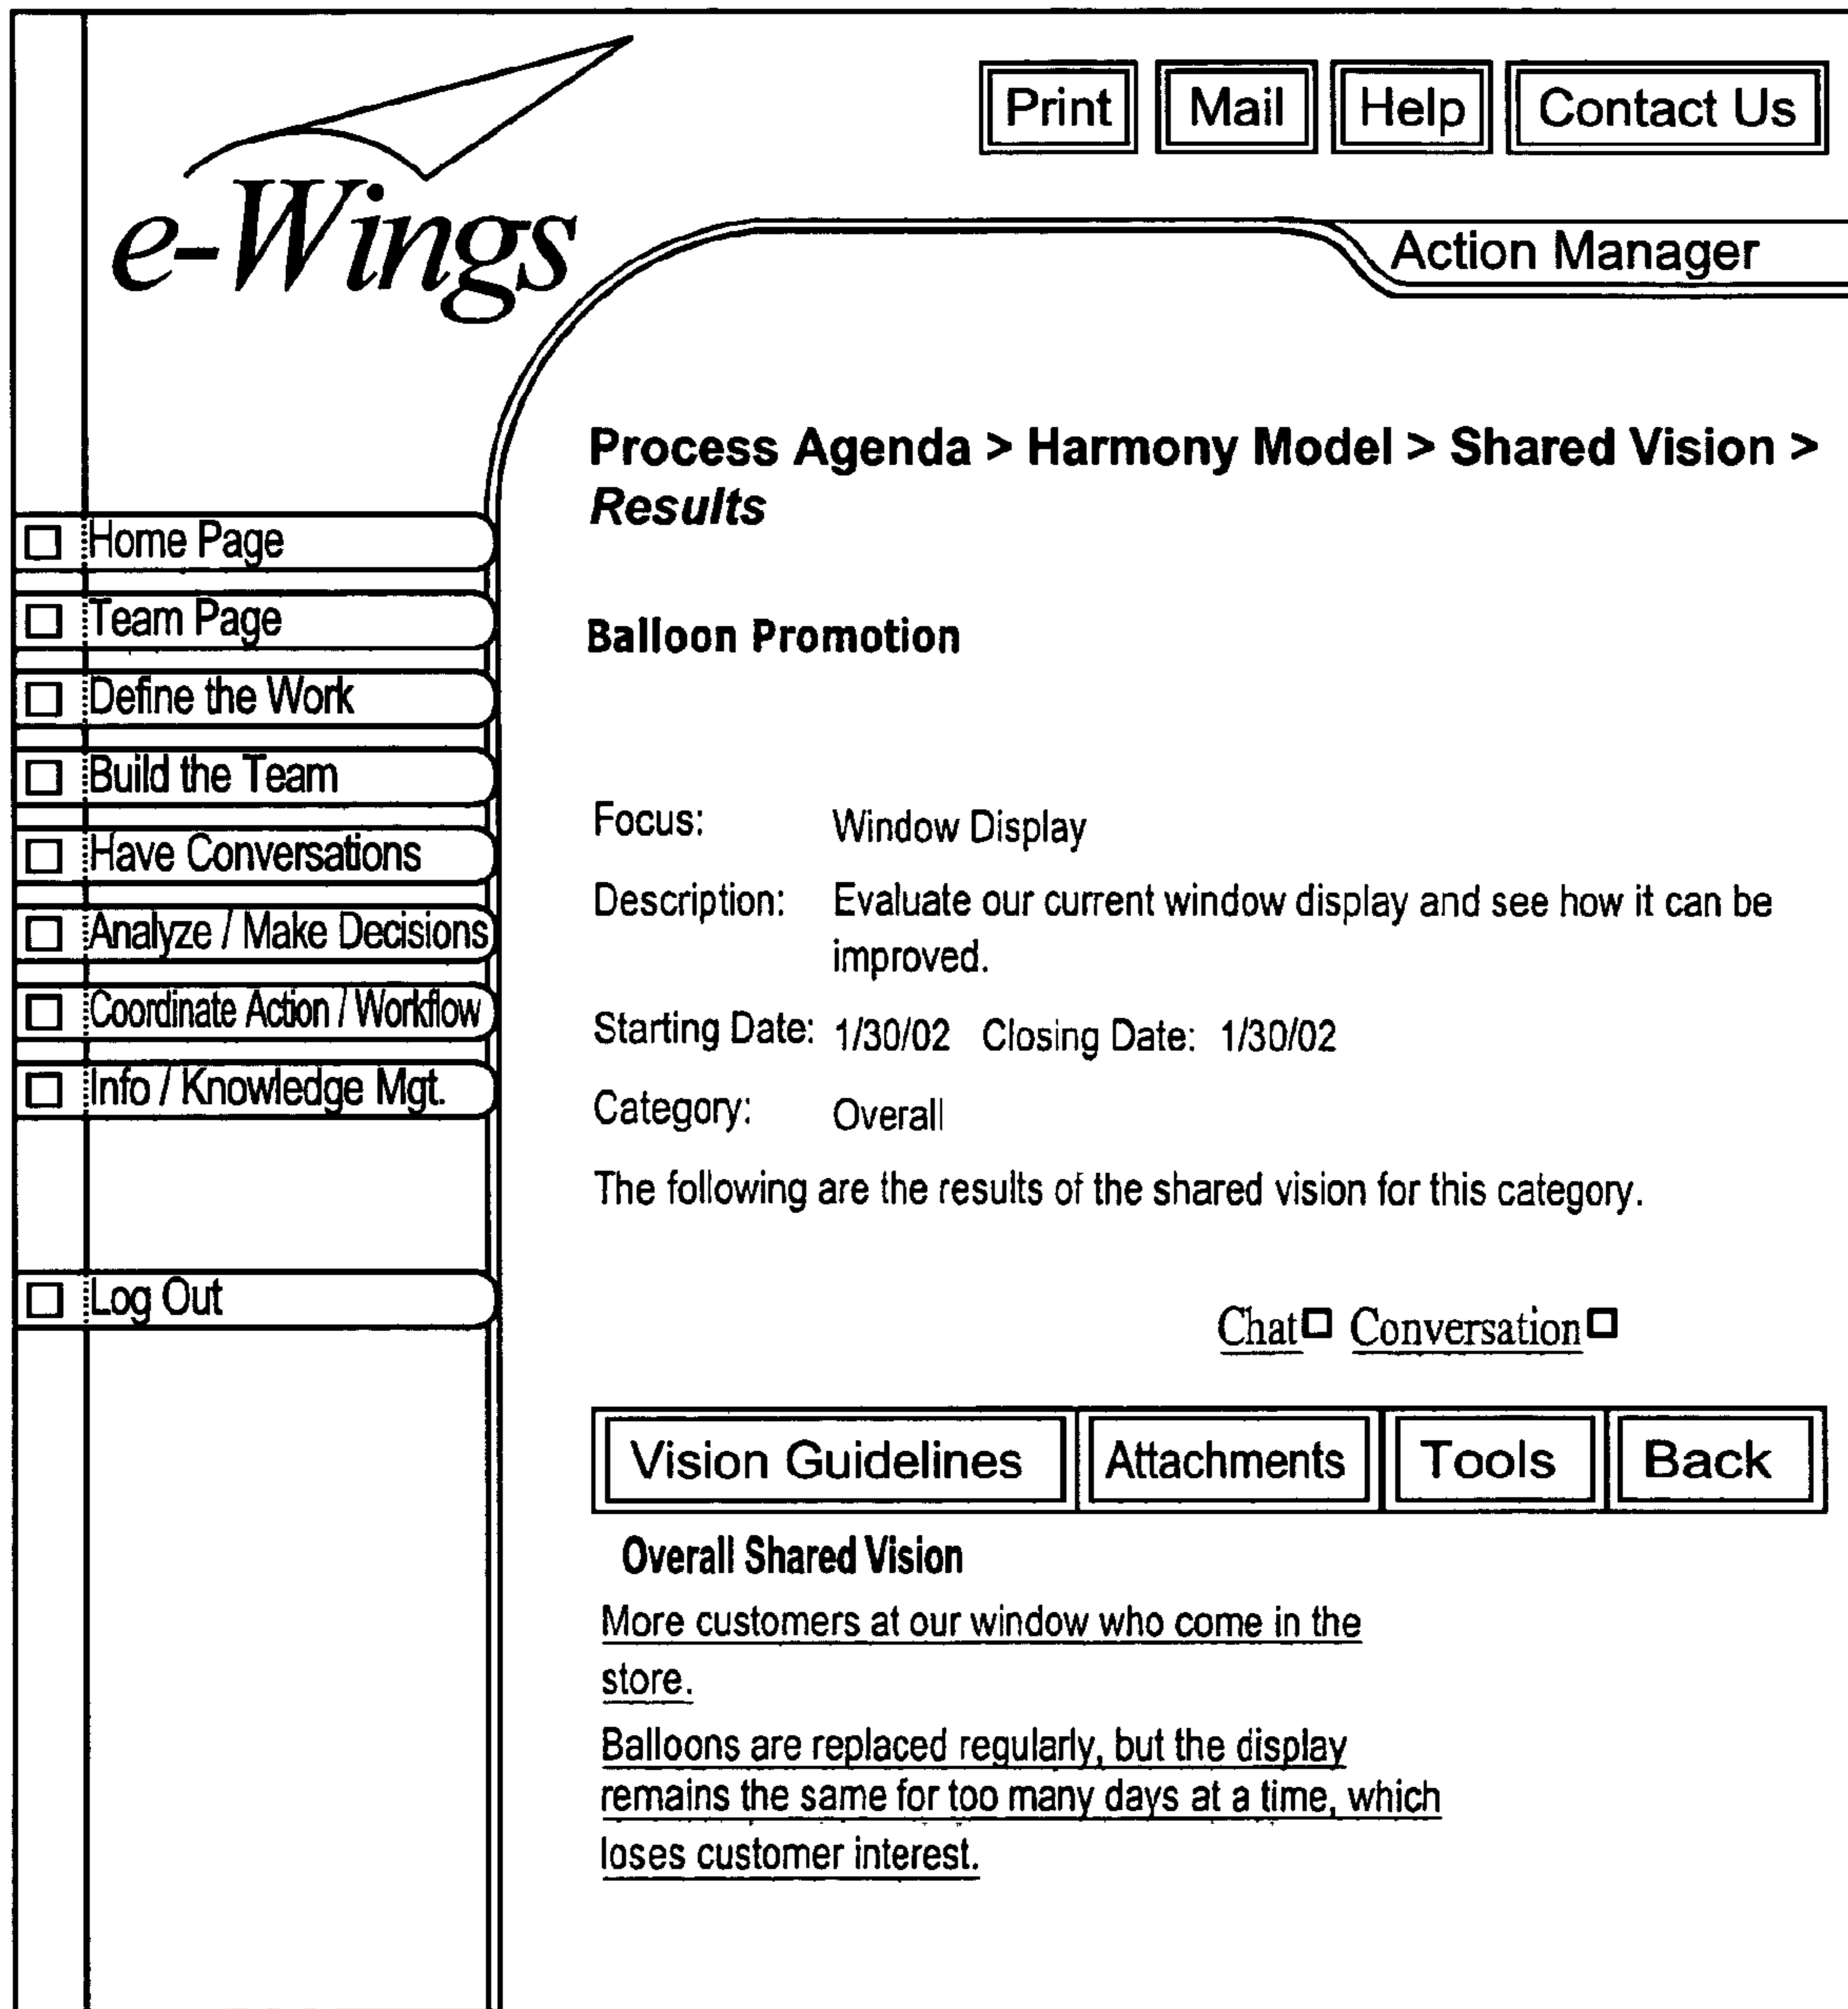 Print Mail Help Contact Us
e-Wings
Action Manager
Process Agenda > Harmony Model > Shared Vision >
Results
Home Page
Team Page
Define the Work
Build the Team
Have Conversations
Analyze / Make Decisions
Coordinate Action / Workflow
Info / Knowledge Mgt.
Log Out
Balloon Promotion
Focus: Window Display
Description: Evaluate our current window display and see how it can be
improved.
Starting Date: 1/30/02 Closing Date: 1/30/02
Category: Overall
The following are the results of the shared vision for this category.
Chat Conversation
Vision Guidelines Attachments Tools Back
Overall Shared Vision
More customers at our window who come in the
store.
Balloons are replaced regularly, but the display
remains the same for too many days at a time, which
loses customer interest.